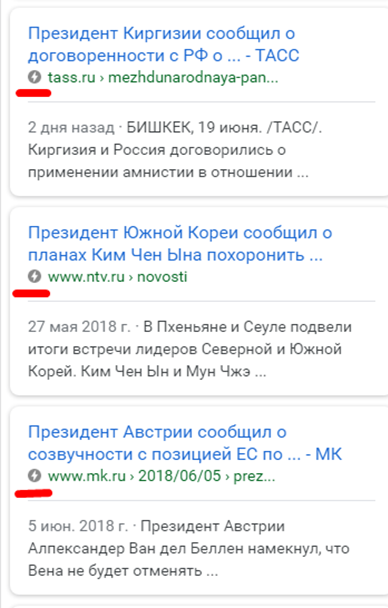 Президент Киргизии сообщил о
договоренности с РФ о ... - ТАСС
tass.ru › mezhdunarodnaya-pan...
2 дня назад · БИШКЕК, 19 июня. /ТАСС/.
Киргизия и Россия договорились о
применении амнистии в отношении ...
Президент Южной Кореи сообщил о
планах Ким Чен Ына похоронить ...
www.ntv.ru › novosti
27 мая 2018 г. · В Пхеньяне и Сеуле подвели
итоги встречи лидеров Северной и Южной
Корей. Ким Чен Ын и Мун Чжэ ...
Президент Австрии сообщил о
созвучности с позицией ЕС по ... - МК
www.mk.ru › 2018/06/05 › prez...
5 июн. 2018 г. · Президент Австрии
Алпександер Ван дел Беллен намекнул, что
Вена не будет отменять ...